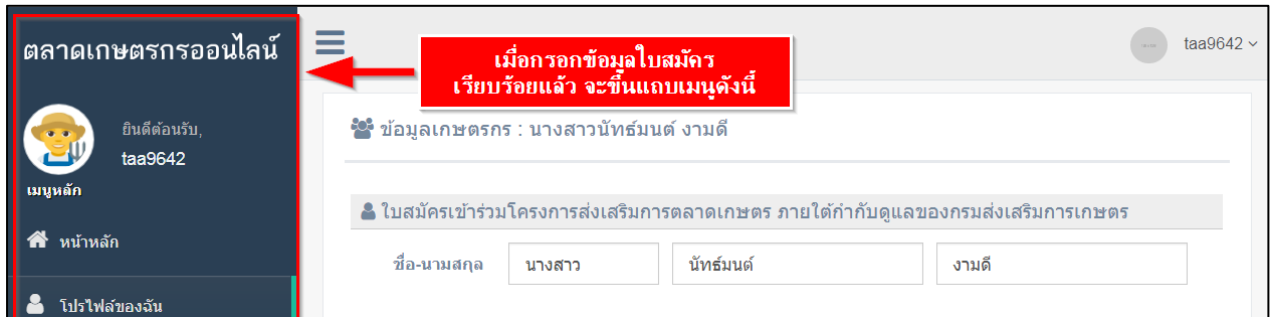 ตลาดเกษตรกรออนไลน์
ยินดีต้อนรับ,
taa9642
เมนูหลัก
หน้าหลัก
โปรไฟล์ของฉัน
เมื่อกรอกข้อมูลใบสมัคร
เรียบร้อยแล้ว จะขึ้นแถบเมนูดังนี้
taa9642
ข้อมูลเกษตรกร : นางสาวนัทธ์มนต์ งามดี
ใบสมัครเข้าร่วมโครงการส่งเสริมการตลาดเกษตร ภายใต้กำกับดูแลของกรมส่งเสริมการเกษตร
ชื่อ-นามสกุล นางสาว นัทธ์มนต์ งามดี